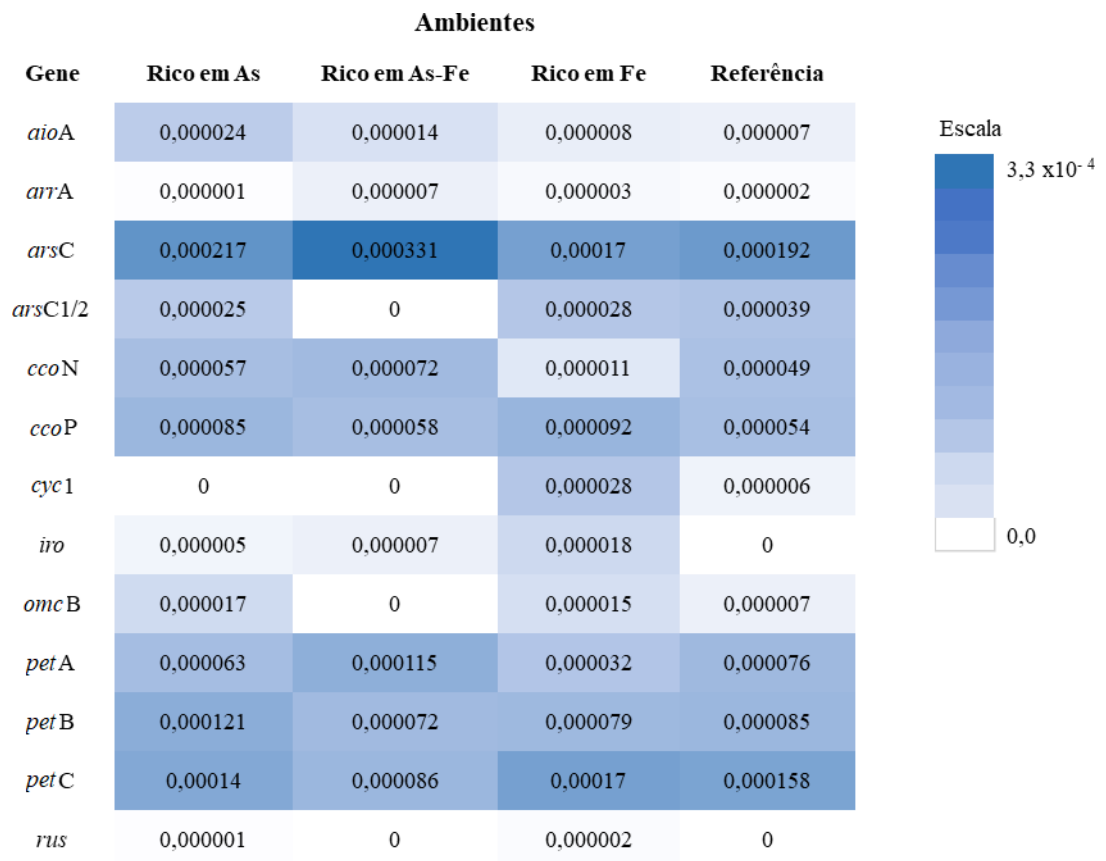 Ambientes
Gene Rico em As Rico em As-Fe Rico em Fe Referência
aioA 0,000024 0,000014 0,000008 0,000007
arrA 0,000001 0,000007 0,000003 0,000002
arsC 0,000217 0,000331 0,00017 0,000192
arsC1/2 0,000025 0 0,000028 0,000039
ccoN 0,000057 0,000072 0,000011 0,000049
ccoP 0,000085 0,000058 0,000092 0,000054
cyc1 0 0 0,000028 0,000006
iro 0,000005 0,000007 0,000018 0
omcB 0,000017 0 0,000015 0,000007
petA 0,000063 0,000115 0,000032 0,000076
petB 0,000121 0,000072 0,000079 0,000085
petC 0,00014 0,000086 0,00017 0,000158
rus 0,000001 0 0,000002 0
Escala
3,3 x10⁻⁴
0,0